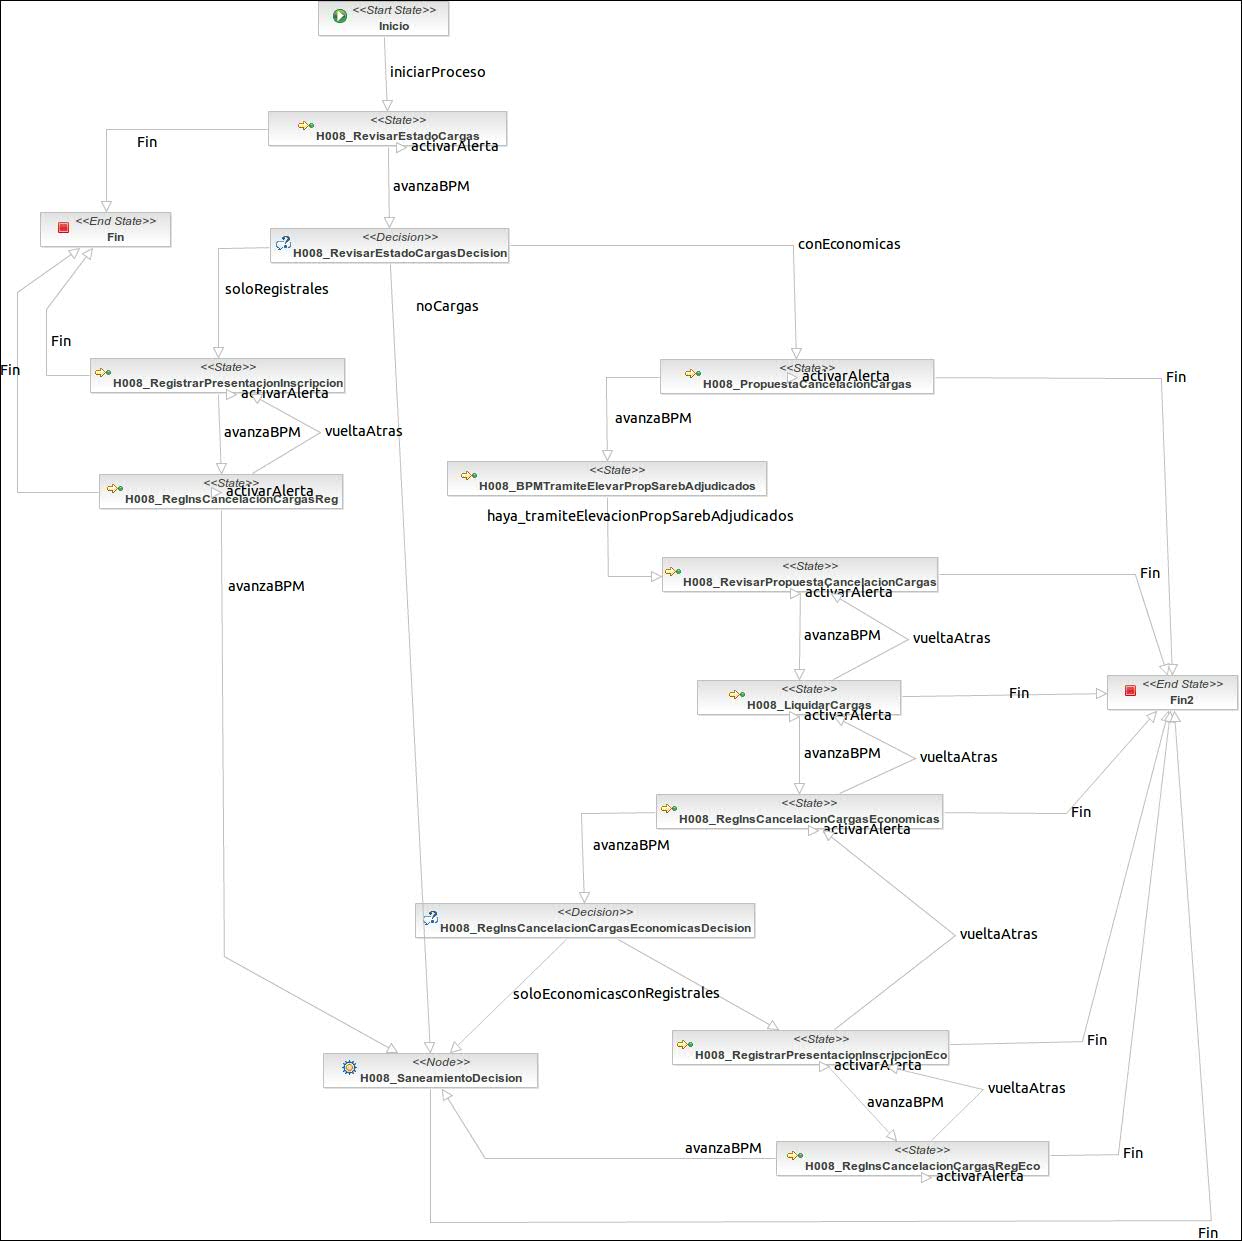 <<Start State>>
Inicio
iniciarProceso
<<State>>
H008_RevisarEstadoCargas
activarAlerta
Fin
avanzaBPM
<<End State>>
Fin
<<Decision>>
H008_RevisarEstadoCargasDecision
conEconomicas
soloRegistrales
noCargas
Fin
Fin
<<State>>
H008_RegistrarPresentacionInscripcion
activarAlerta
<<State>>
H008_PropuestaCancelacionCargas
activarAlerta
Fin
avanzaBPM
avanzaBPM
vueltaAtras
<<State>>
H008_RegInsCancelacionCargasReg
activarAlerta
<<State>>
H008_BPMTramiteElevarPropSarebAdjudicados
haya_tramiteElevacionPropSarebAdjudicados
avanzaBPM
<<State>>
H008_RevisarPropuestaCancelacionCargas
activarAlerta
Fin
avanzaBPM
vueltaAtras
<<State>>
H008_LiquidarCargas
activarAlerta
Fin
<<End State>>
Fin2
avanzaBPM
vueltaAtras
<<State>>
H008_RegInsCancelacionCargasEconomicas
activarAlerta
Fin
avanzaBPM
<<Decision>>
H008_RegInsCancelacionCargasEconomicasDecision
vueltaAtras
soloEconomicas
conRegistrales
<<State>>
H008_RegistrarPresentacionInscripcionEco
activarAlerta
Fin
<<Node>>
H008_SaneamientoDecision
vueltaAtras
avanzaBPM
avanzaBPM
<<State>>
H008_RegInsCancelacionCargasRegEco
activarAlerta
Fin
Fin